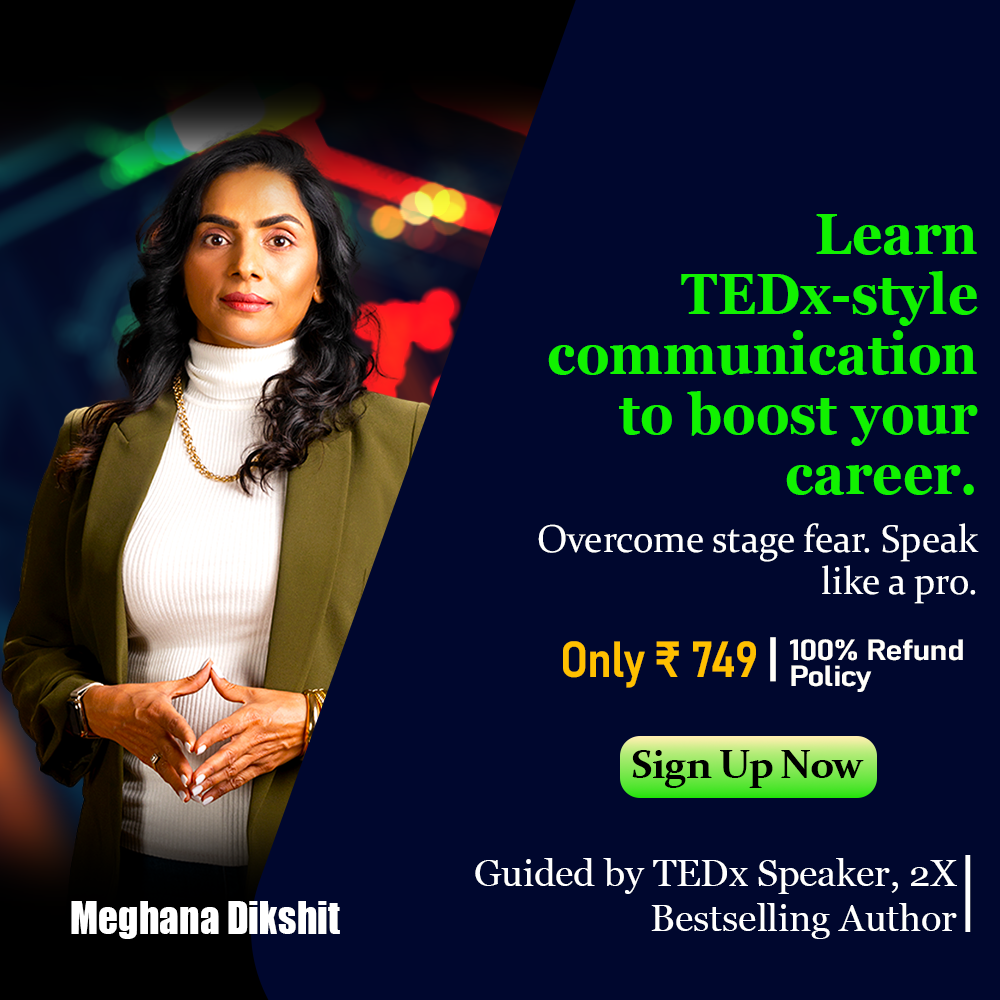 Learn
TEDx-style
communication
to boost your
career.
Overcome stage fear. Speak
like a pro.
Only ₹ 749 | 100% Refund
Policy
Sign Up Now
Guided by TEDx Speaker, 2X
Bestselling Author
Meghana Dikshit